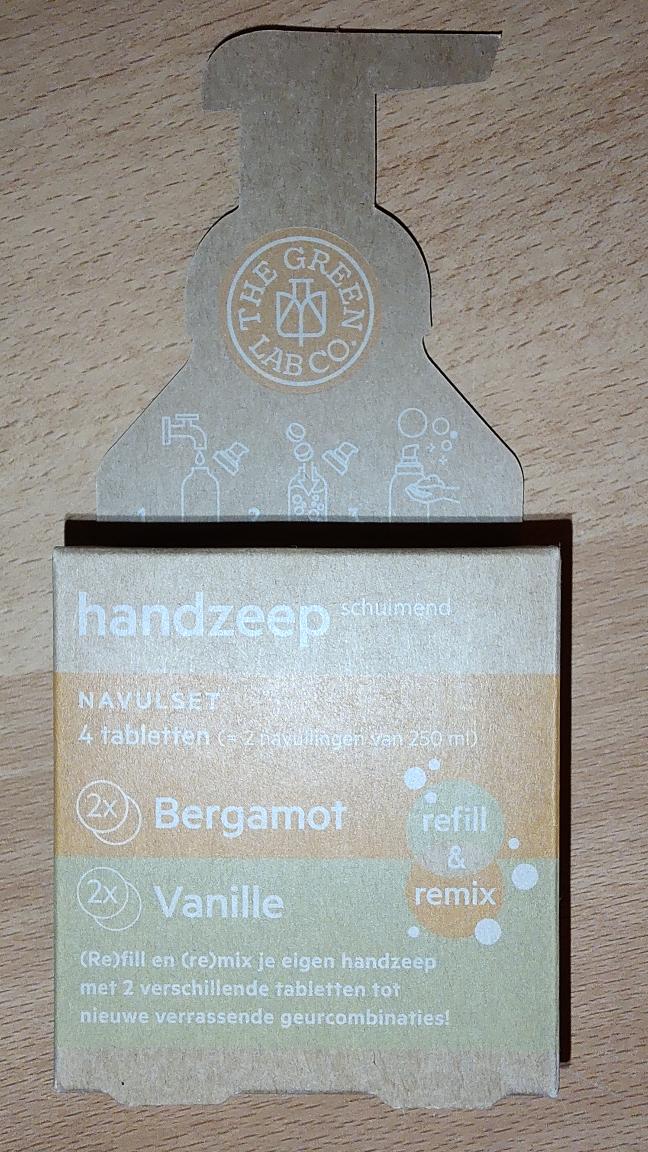 THE GREEN
LAB CO.
1 2 3
handzeep schuimend
NAVULSET
4 tabletten (= 2 navullingen van 250 ml)
2x Bergamot
refill
&
remix
2x Vanille
(Re)fill en (re)mix je eigen handzeep
met 2 verschillende tabletten tot
nieuwe verrassende geurcombinaties!